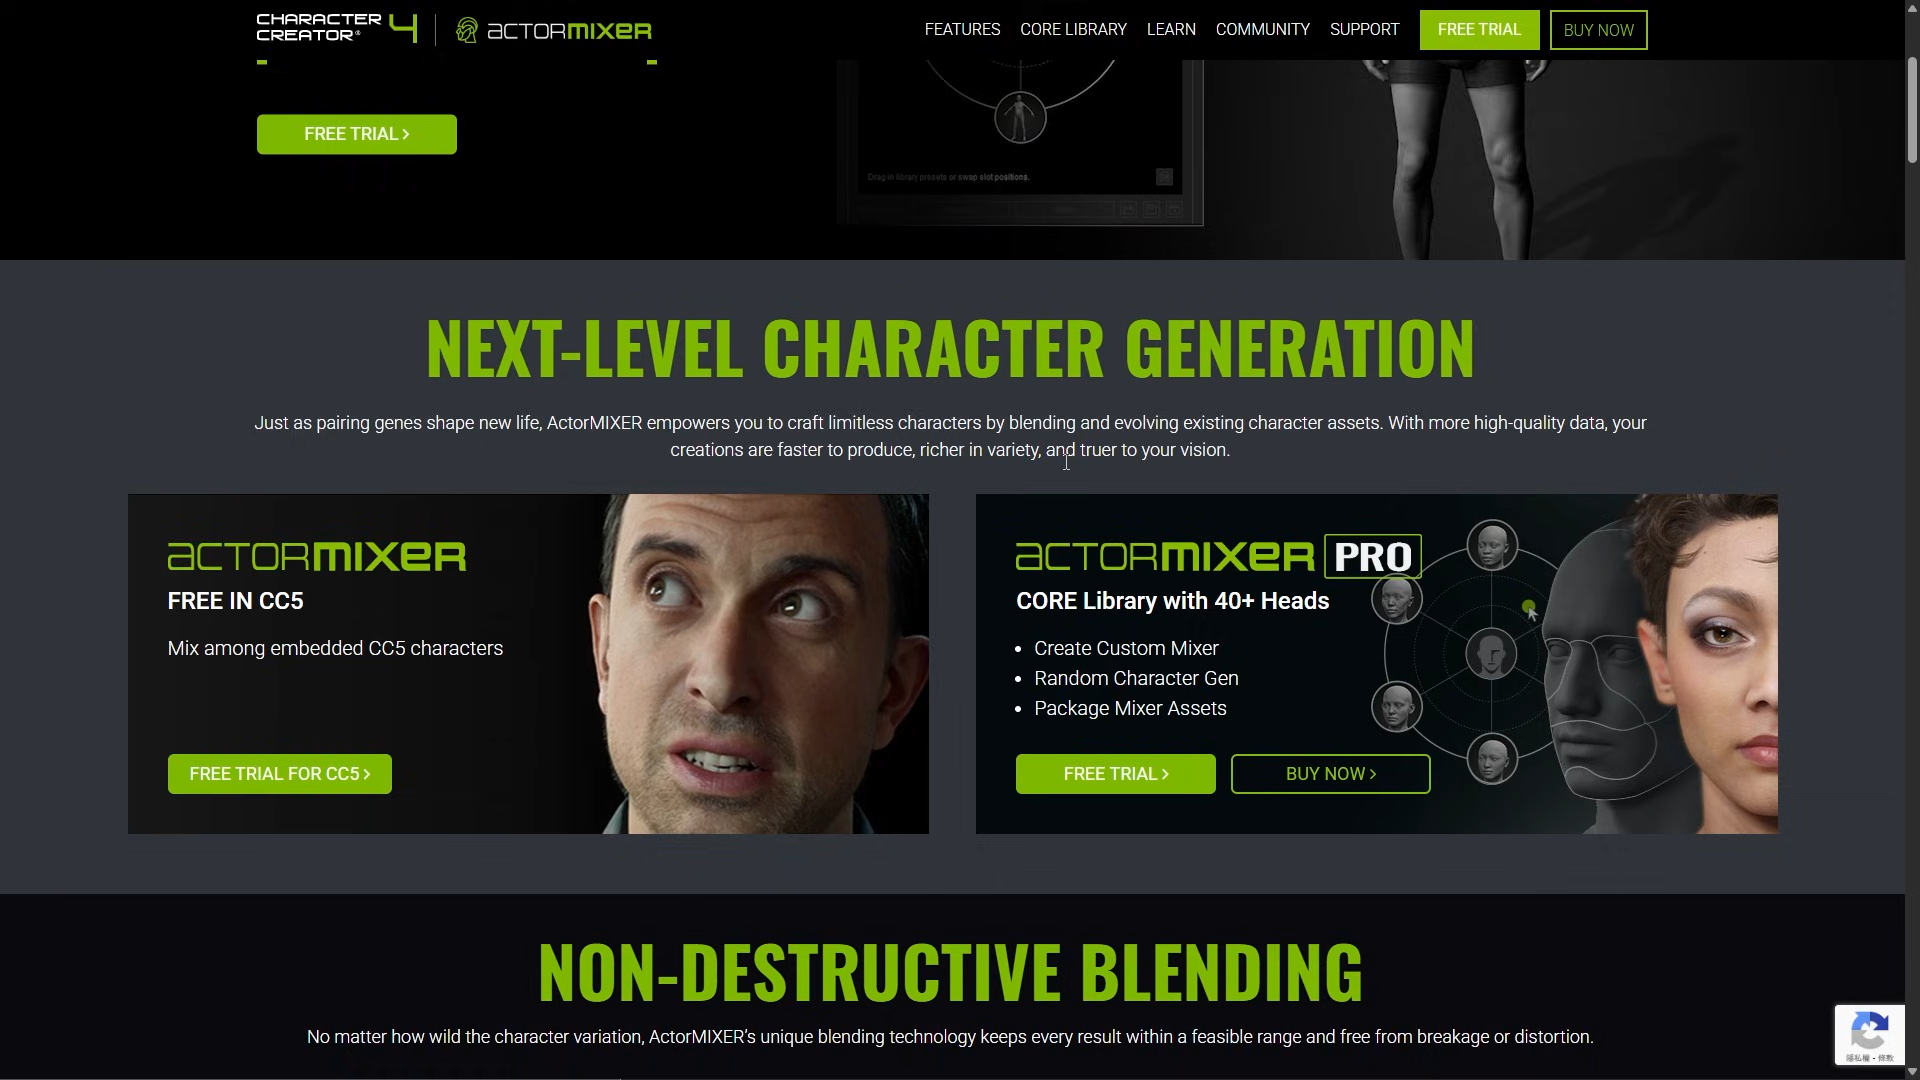 CHARACTER
CREATOR® 4
ACTORMIXER
FEATURES
CORE LIBRARY
LEARN
COMMUNITY
SUPPORT
FREE TRIAL
BUY NOW
FREE TRIAL >
Drag in library presets or swap slot positions.
NEXT-LEVEL CHARACTER GENERATION
Just as pairing genes shape new life, ActorMIXER empowers you to craft limitless characters by blending and evolving existing character assets. With more high-quality data, your
creations are faster to produce, richer in variety, and truer to your vision.
ACTORMIXER
FREE IN CC5
Mix among embedded CC5 characters
FREE TRIAL FOR CC5 >
ACTORMIXER PRO
CORE Library with 40+ Heads
• Create Custom Mixer
• Random Character Gen
• Package Mixer Assets
FREE TRIAL >
BUY NOW >
NON-DESTRUCTIVE BLENDING
No matter how wild the character variation, ActorMIXER’s unique blending technology keeps every result within a feasible range and free from breakage or distortion.
隱私權 - 條款